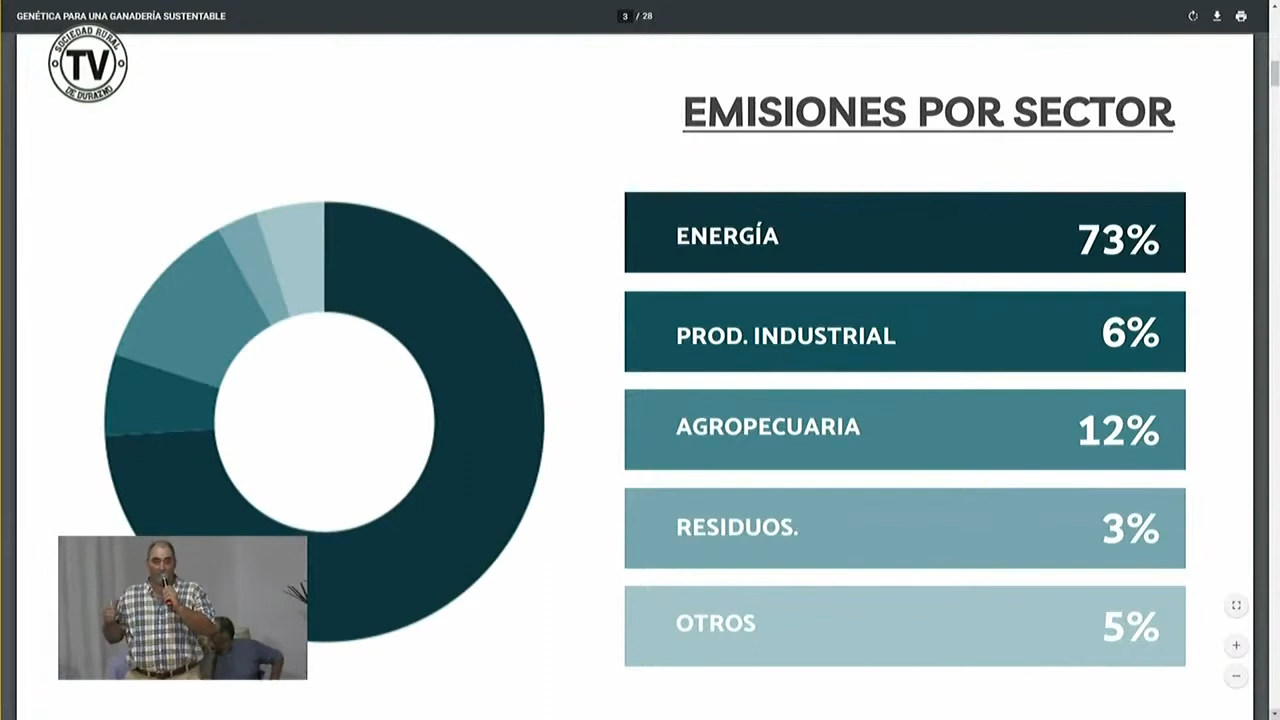 GENÉTICA PARA UNA GANADERÍA SUSTENTABLE
3 / 28
SOCIEDAD RURAL
TV
DE DURAZNO
EMISIONES POR SECTOR
ENERGÍA 73%
PROD. INDUSTRIAL 6%
AGROPECUARIA 12%
RESIDUOS. 3%
OTROS 5%